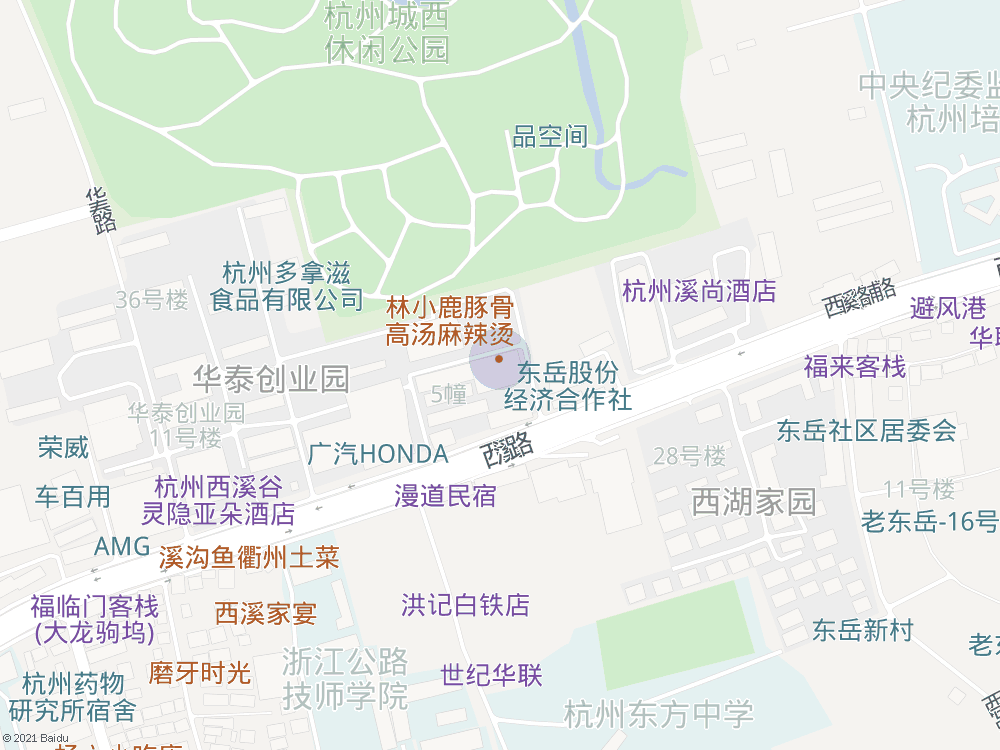 杭州城西
休闲公园
中央纪委监
杭州培
品空间
华泰路
杭州多拿滋
食品有限公司
36号楼
林小鹿豚骨
高汤麻辣烫
杭州溪尚酒店
西溪路辅路
避风港
华联
福来客栈
华泰创业园
5幢
东岳股份
经济合作社
华泰创业园
11号楼
荣威
广汽HONDA
西溪路
28号楼
东岳社区居委会
车百用
杭州西溪谷
灵隐亚朵酒店
漫道民宿
西湖家园
11号楼
老东岳-16号
AMG
溪沟鱼衢州土菜
福临门客栈
(大龙驹坞)
西溪家宴
洪记白铁店
东岳新村
老东
磨牙时光
浙江公路
技师学院
世纪华联
杭州药物
研究所宿舍
杭州东方中学
西
© 2021 Baidu